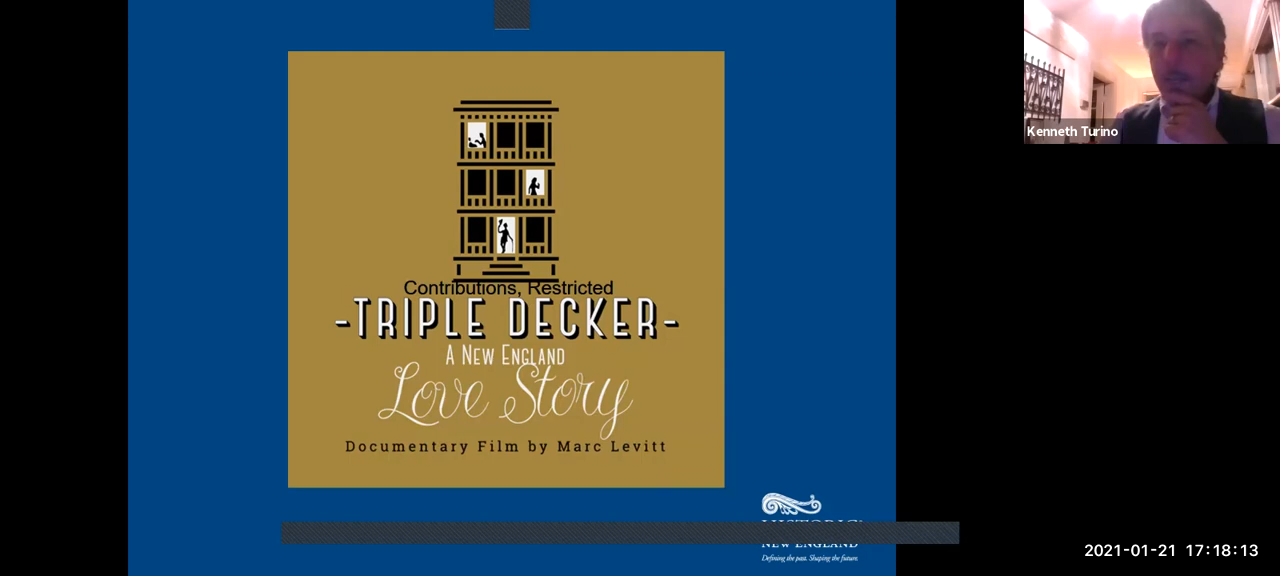 Kenneth Turino
Contributions, Restricted
-TRIPLE DECKER-
A NEW ENGLAND
Love Story
Documentary Film by Marc Levitt
NEW ENGLAND
Defining the past. Shaping the future.
2021-01-21 17:18:13